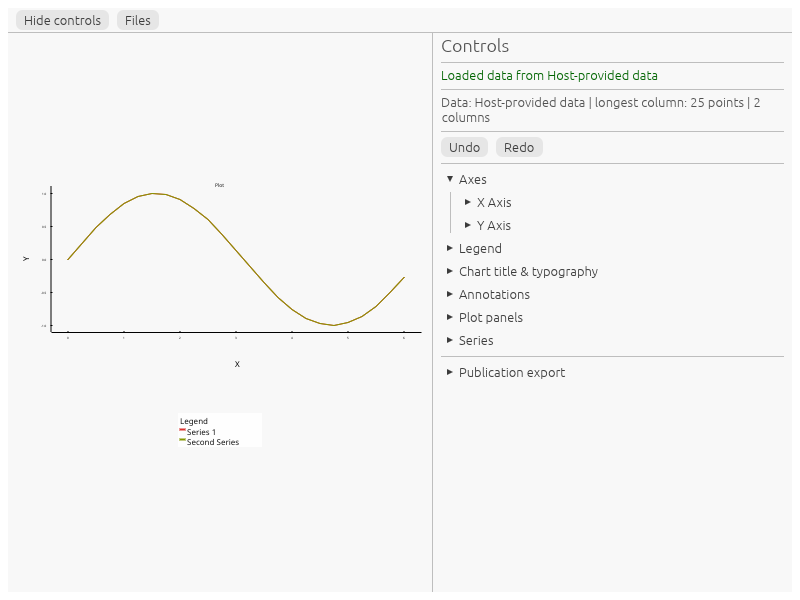 Hide controls
Files
Controls
Loaded data from Host-provided data
Data: Host-provided data | longest column: 25 points | 2
columns
Undo
Redo
Axes
X Axis
Y Axis
Legend
Chart title & typography
Annotations
Plot panels
Series
Publication export
Plot
Y
X
Legend
Series 1
Second Series